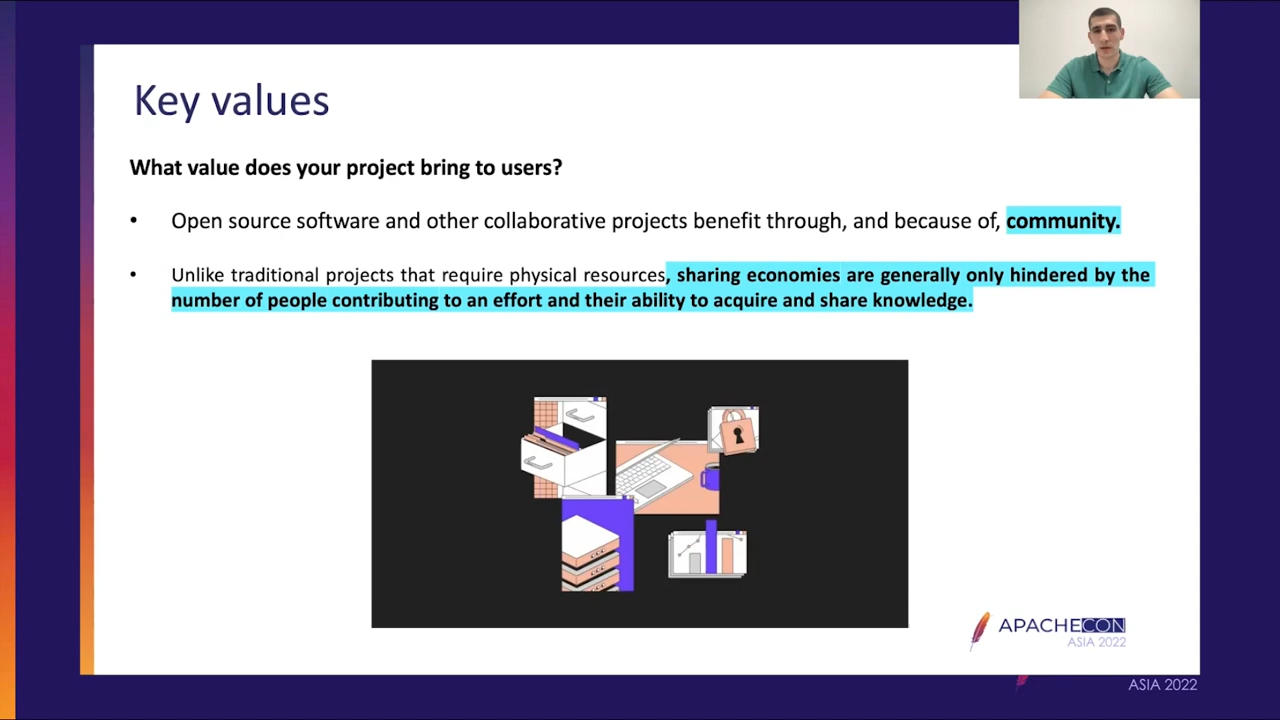 Key values
What value does your project bring to users?
• Open source software and other collaborative projects benefit through, and because of, community.
• Unlike traditional projects that require physical resources, sharing economies are generally only hindered by the
number of people contributing to an effort and their ability to acquire and share knowledge.
APACHECON
ASIA 2022
ASIA 2022